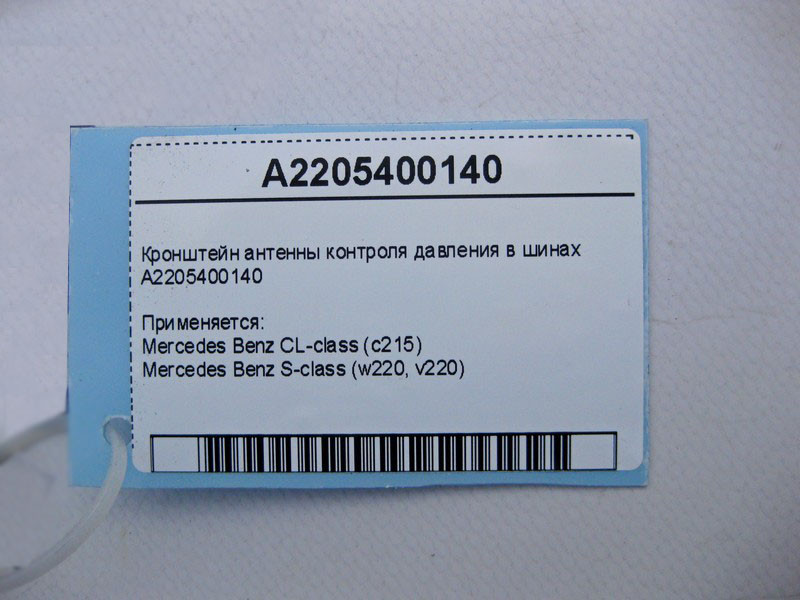 A2205400140
Кронштейн антенны контроля давления в шинах
A2205400140
Применяется:
Mercedes Benz CL-class (c215)
Mercedes Benz S-class (w220, v220)